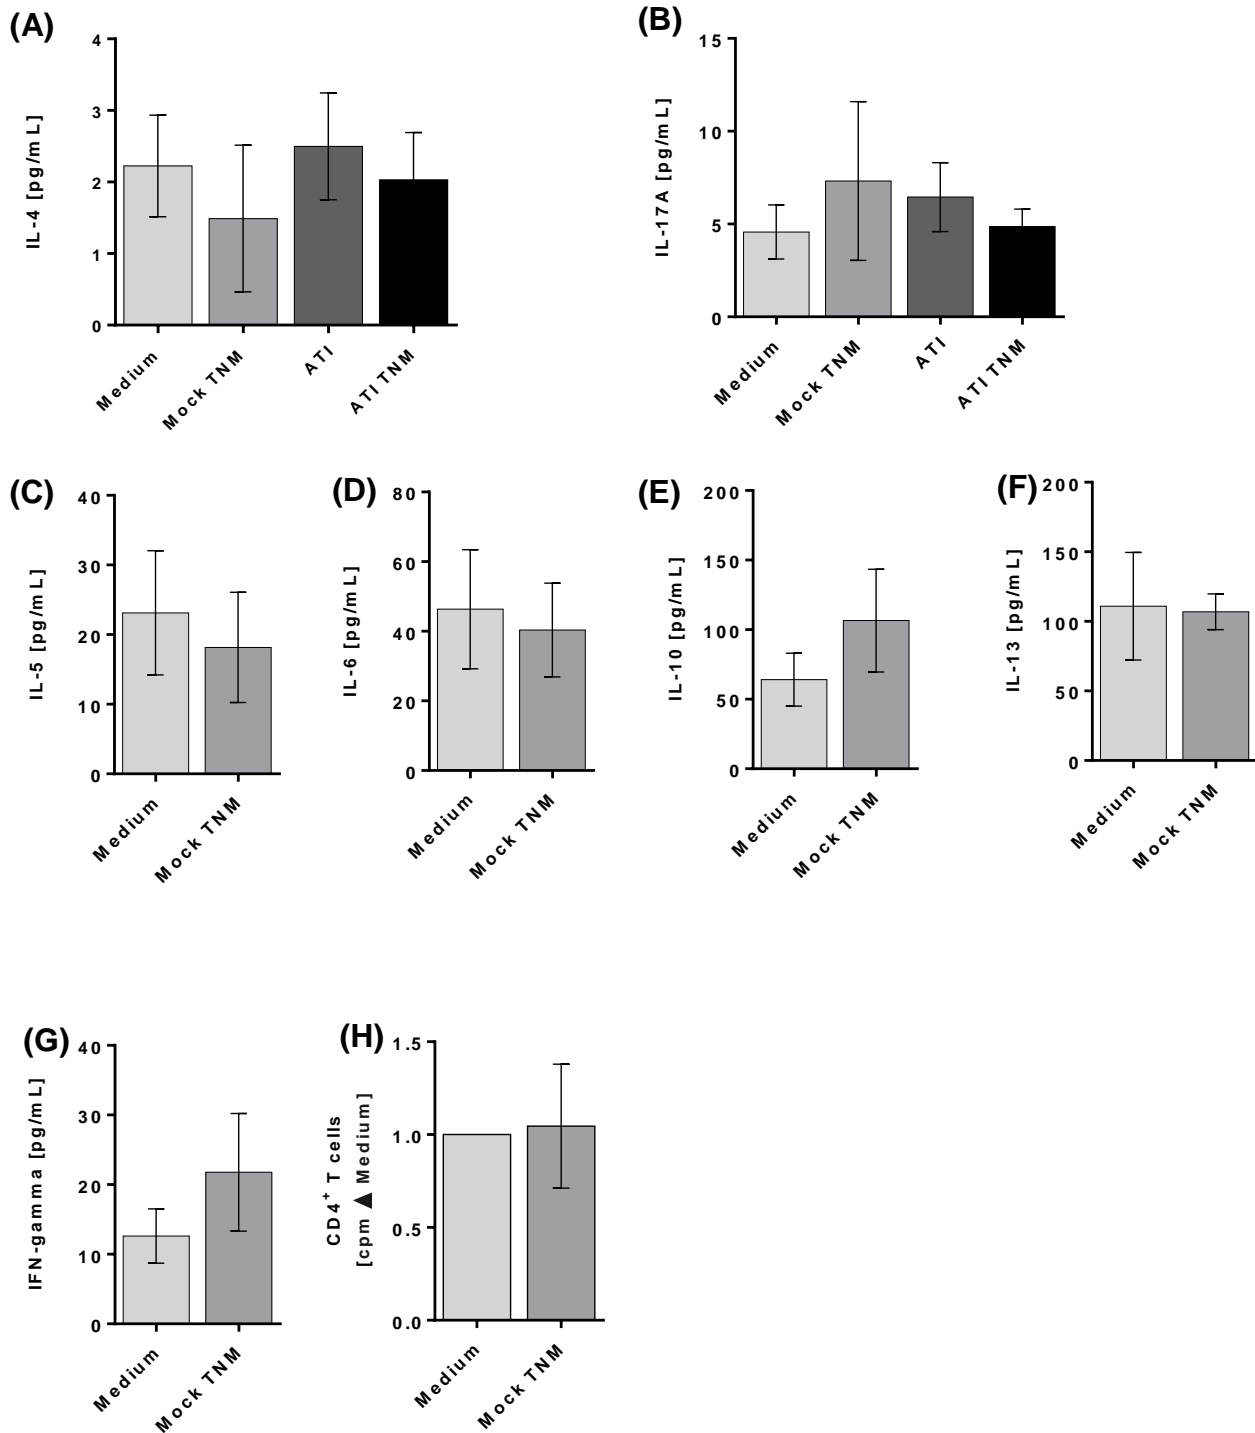 (A)
IL-4 [pg/mL]
4
3
2
1
0
Medium
Mock TNM
ATI
ATI TNM
(B)
IL-17A [pg/mL]
15
10
5
0
Medium
Mock TNM
ATI
ATI TNM
(C)
IL-5 [pg/mL]
40
30
20
10
0
Medium
Mock TNM
(D)
IL-6 [pg/mL]
80
60
40
20
0
Medium
Mock TNM
(E)
IL-10 [pg/mL]
200
150
100
50
0
Medium
Mock TNM
(F)
IL-13 [pg/mL]
200
150
100
50
0
Medium
Mock TNM
(G)
IFN-gamma [pg/mL]
40
30
20
10
0
Medium
Mock TNM
(H)
CD4⁺ T cells
[cpm ▲ Medium]
1.5
1.0
0.5
0.0
Medium
Mock TNM